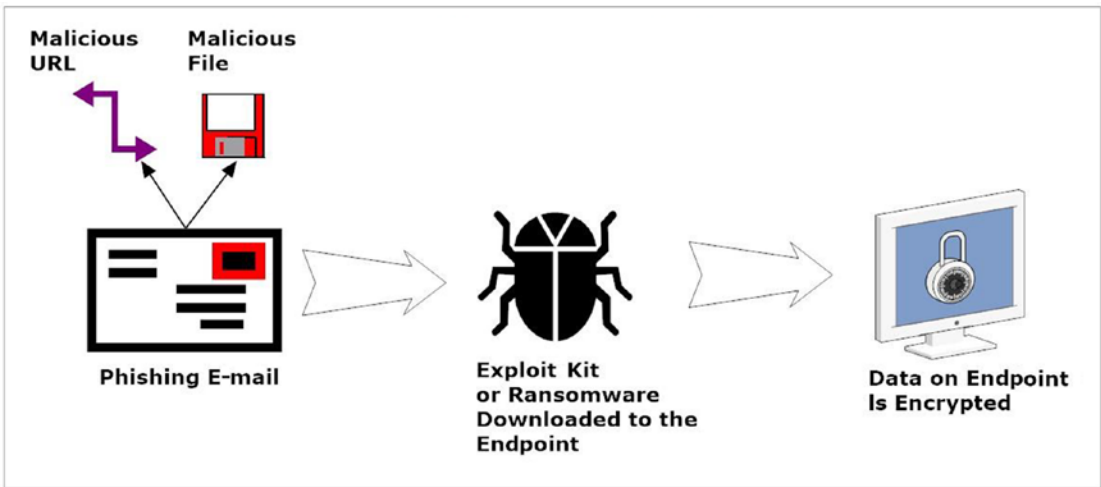 Malicious
URL
Malicious
File
Phishing E-mail
Exploit Kit
or Ransomware
Downloaded to the
Endpoint
Data on Endpoint
Is Encrypted